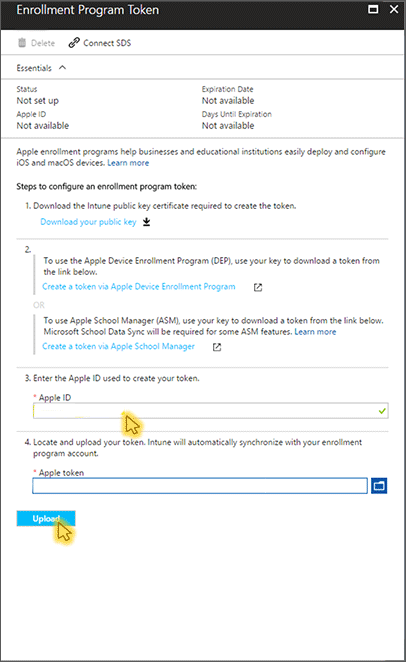 Enrollment Program Token
Delete Connect SDS
Essentials
Status Expiration Date
Not set up Not available
Apple ID Days Until Expiration
Not available Not available
Apple enrollment programs help businesses and educational institutions easily deploy and configure
iOS and macOS devices. Learn more
Steps to configure an enrollment program token:
1. Download the Intune public key certificate required to create the token.
Download your public key
2.
To use the Apple Device Enrollment Program (DEP), use your key to download a token from
the link below.
Create a token via Apple Device Enrollment Program
OR
To use Apple School Manager (ASM), use your key to download a token from the link below.
Microsoft School Data Sync will be required for some ASM features. Learn more
Create a token via Apple School Manager
3. Enter the Apple ID used to create your token.
* Apple ID
4. Locate and upload your token. Intune will automatically synchronize with your enrollment
program account.
* Apple token
Upload